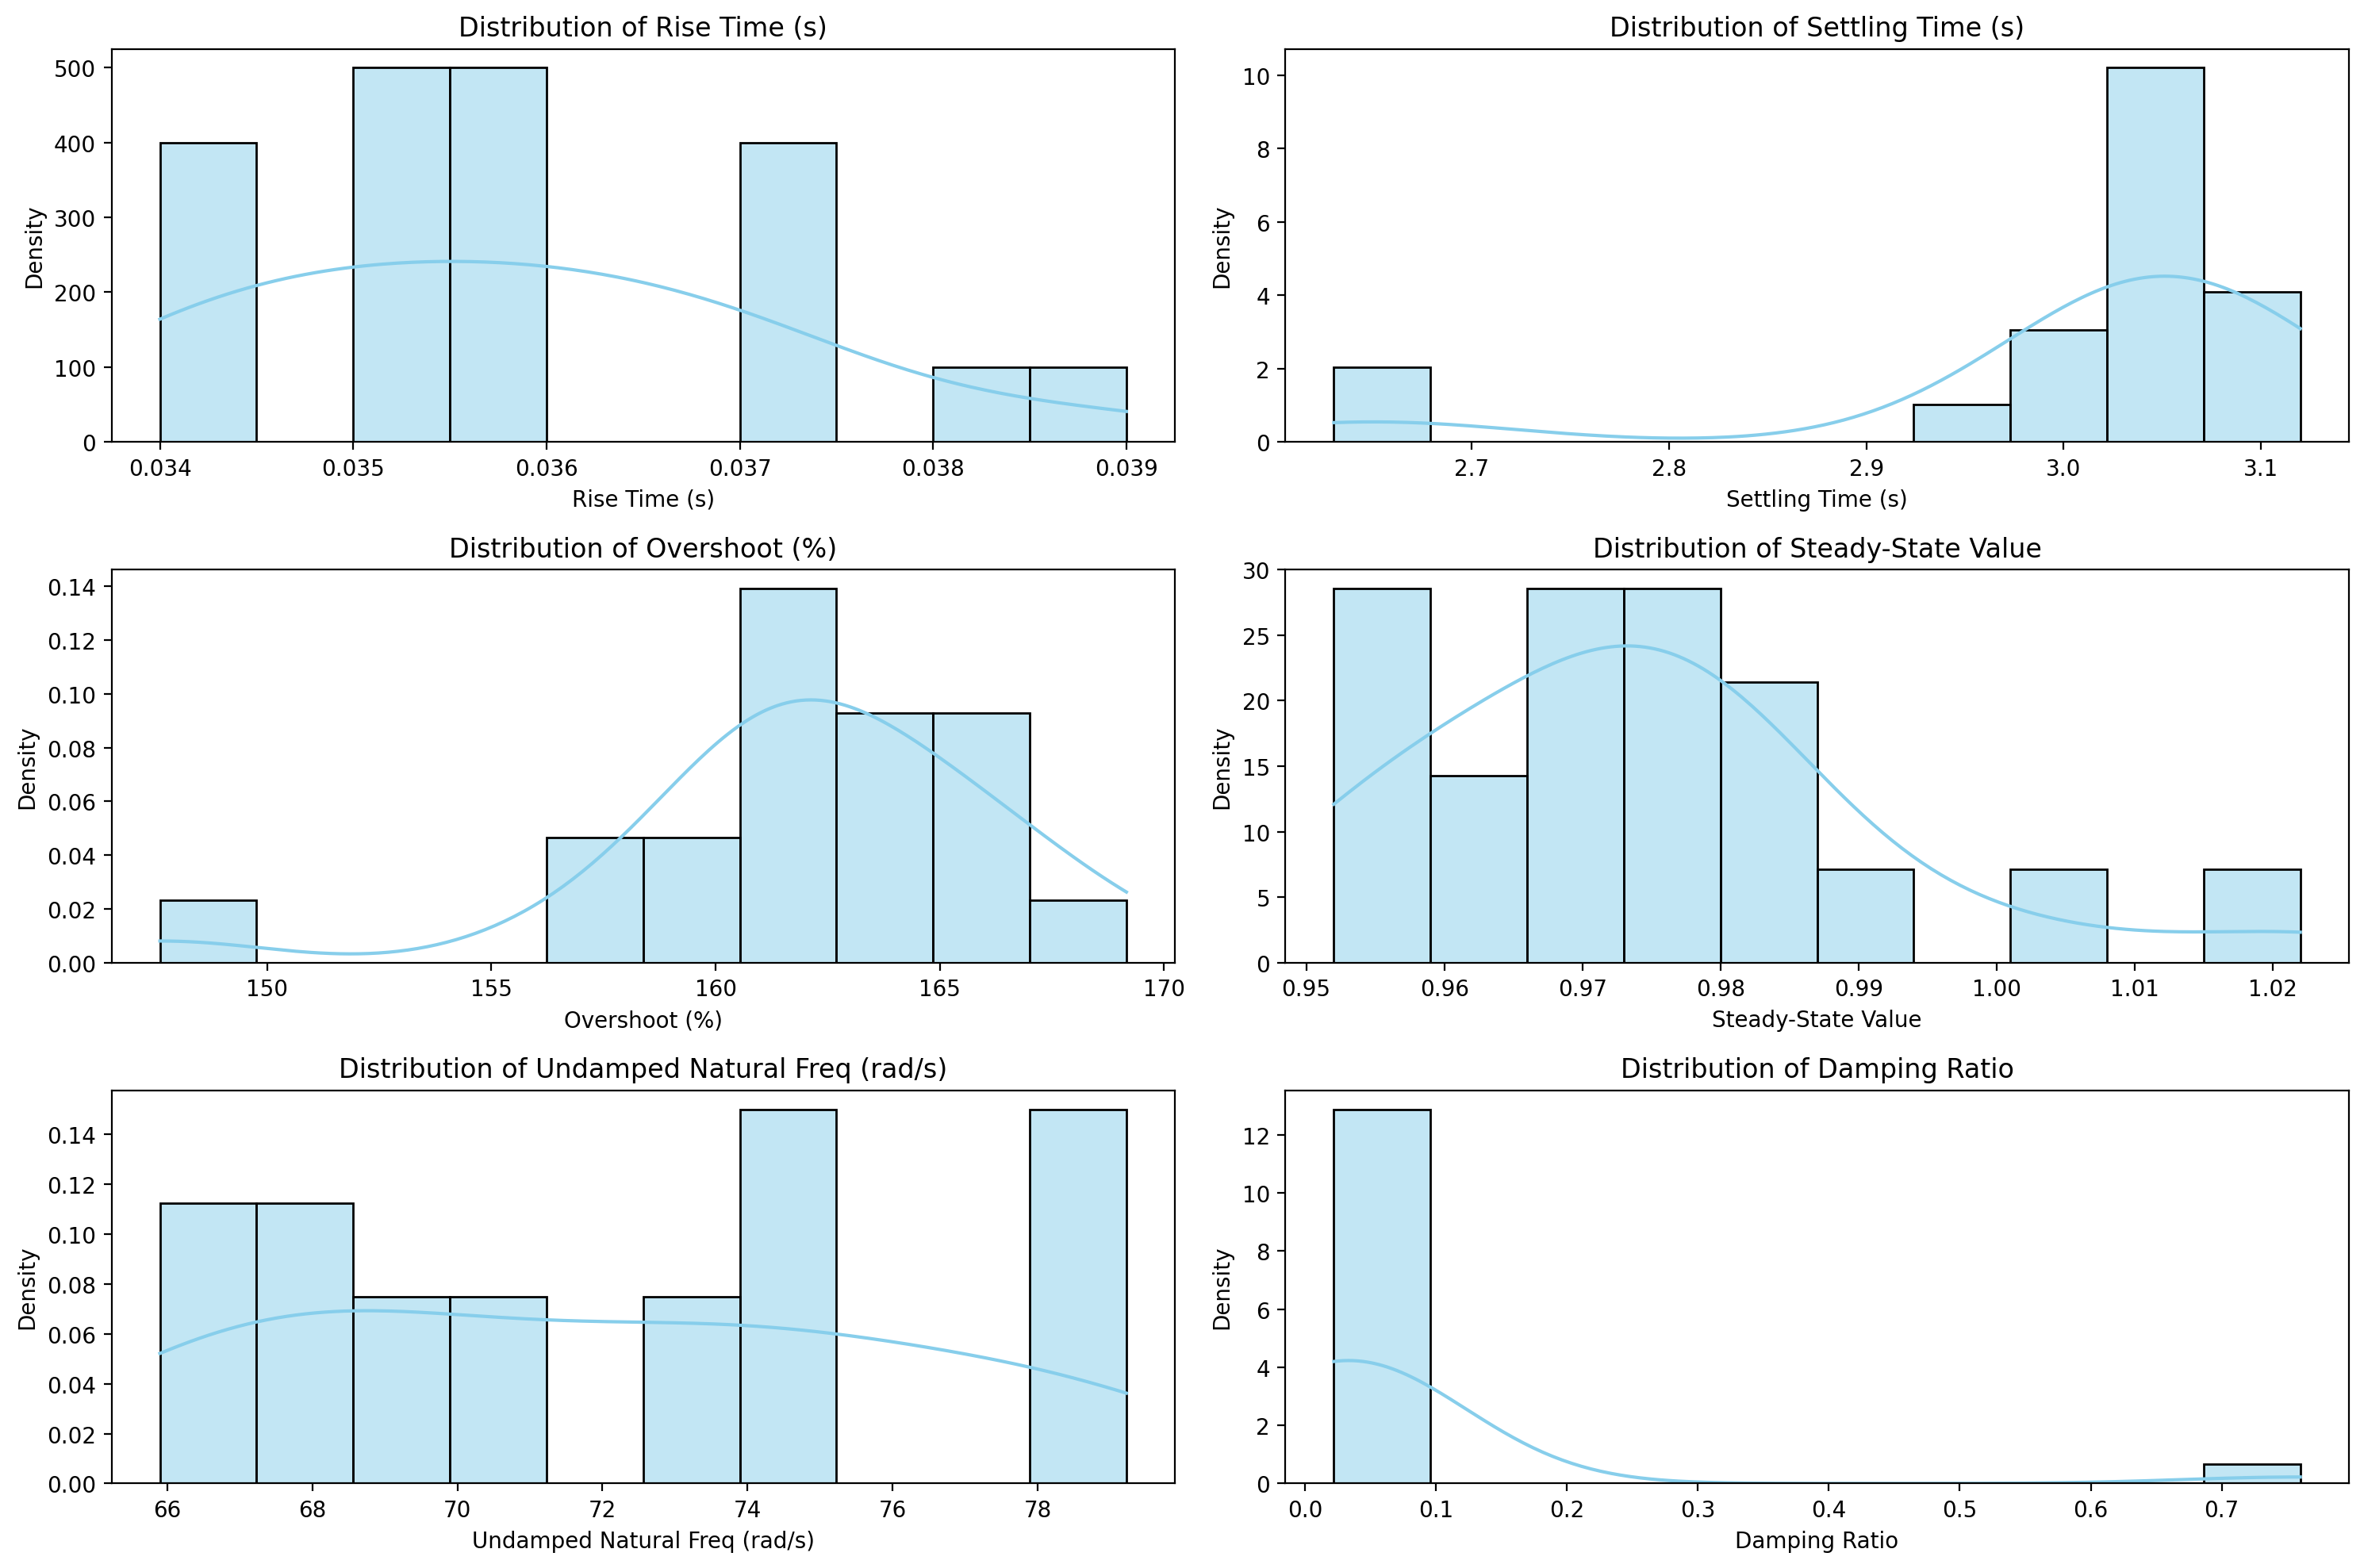 Distribution of Rise Time (s)
500
400
300
200
100
0
Density
0.034 0.035 0.036 0.037 0.038 0.039
Rise Time (s)
Distribution of Settling Time (s)
10
8
6
4
2
0
Density
2.7 2.8 2.9 3.0 3.1
Settling Time (s)
Distribution of Overshoot (%)
0.14
0.12
0.10
0.08
0.06
0.04
0.02
0.00
Density
150 155 160 165 170
Overshoot (%)
Distribution of Steady-State Value
30
25
20
15
10
5
0
Density
0.95 0.96 0.97 0.98 0.99 1.00 1.01 1.02
Steady-State Value
Distribution of Undamped Natural Freq (rad/s)
0.14
0.12
0.10
0.08
0.06
0.04
0.02
0.00
Density
66 68 70 72 74 76 78
Undamped Natural Freq (rad/s)
Distribution of Damping Ratio
12
10
8
6
4
2
0
Density
0.0 0.1 0.2 0.3 0.4 0.5 0.6 0.7
Damping Ratio